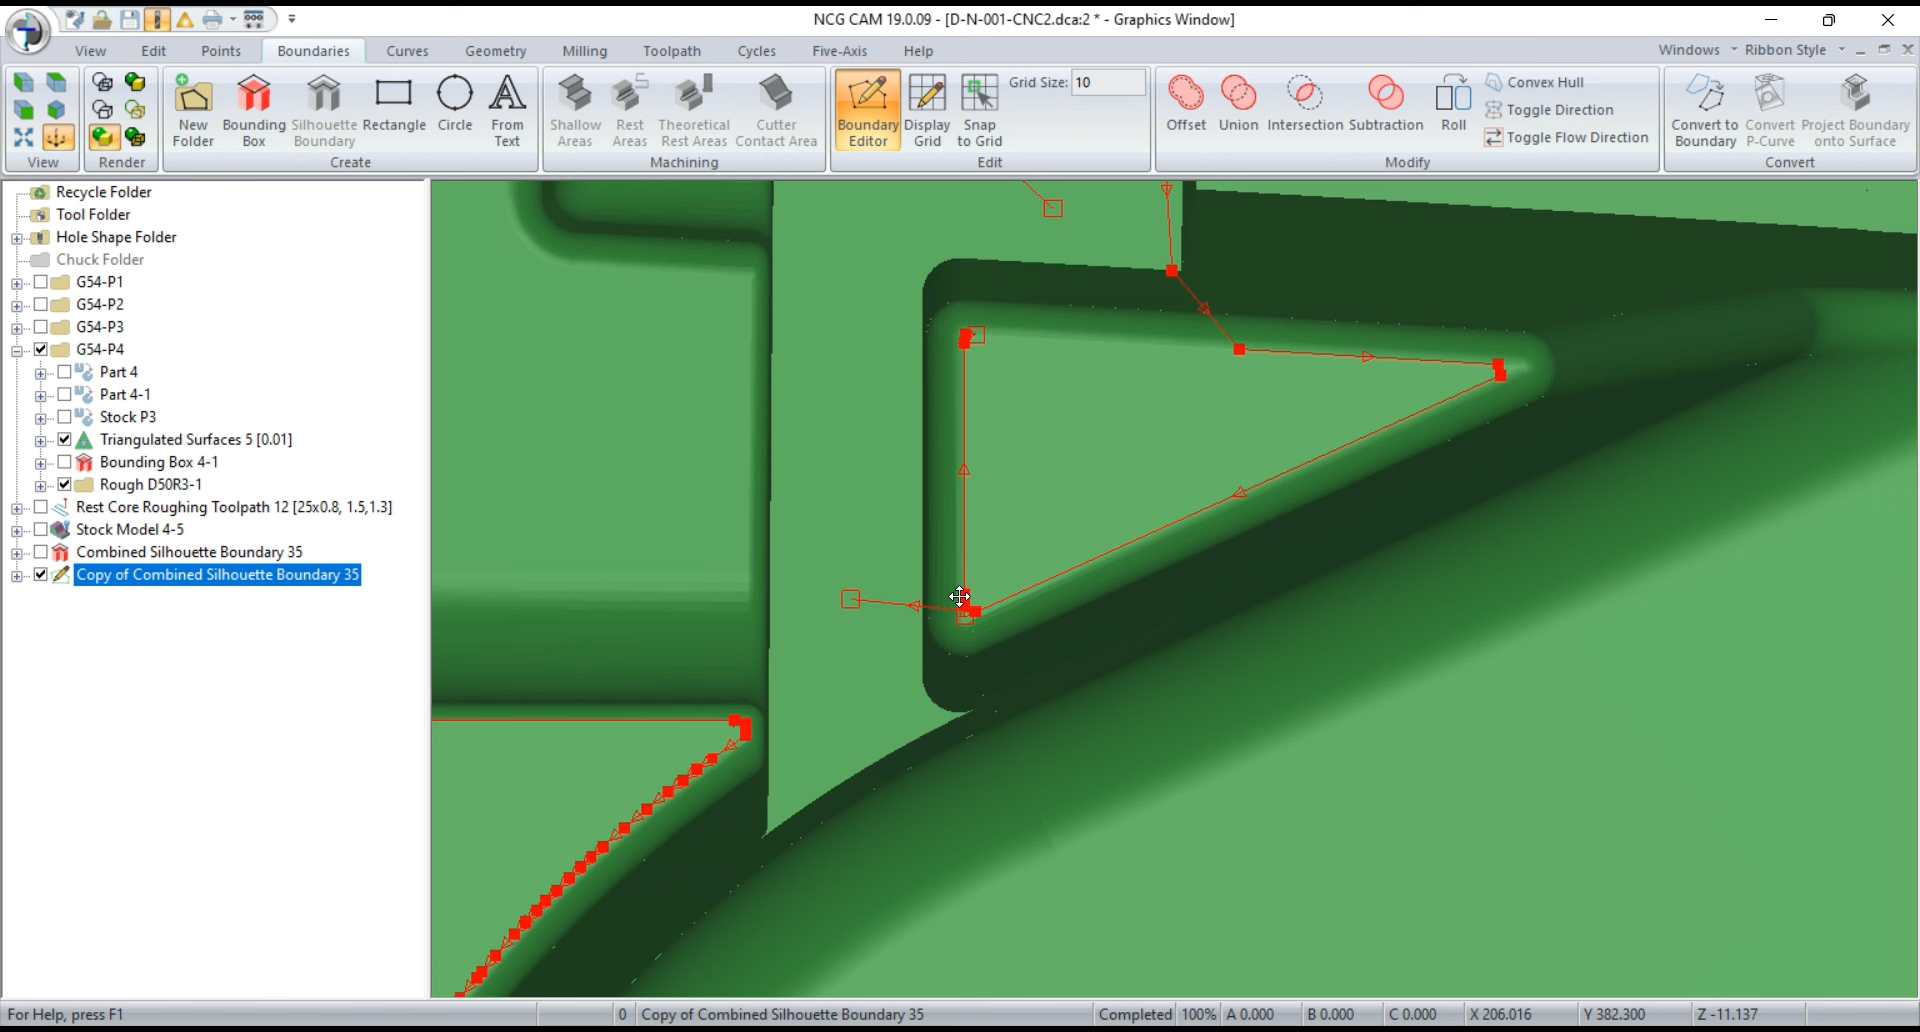 NCG CAM 19.0.09 - [D-N-001-CNC2.dca:2 * - Graphics Window]
View Edit Points Boundaries Curves Geometry Milling Toolpath Cycles Five-Axis Help Windows Ribbon Style
New Folder
Bounding Box
Silhouette Boundary
Rectangle
Circle
From Text
Shallow Areas
Rest Areas
Theoretical Rest Areas
Cutter Contact Area
Boundary Editor
Display Grid
Snap to Grid
Grid Size: 10
Offset
Union
Intersection
Subtraction
Roll
Convex Hull
Toggle Direction
Toggle Flow Direction
Convert to Boundary
Convert P-Curve
Project Boundary onto Surface
View Render Create Machining Edit Modify Convert
Recycle Folder
Tool Folder
Hole Shape Folder
Chuck Folder
G54-P1
G54-P2
G54-P3
G54-P4
Part 4
Part 4-1
Stock P3
Triangulated Surfaces 5 [0.01]
Bounding Box 4-1
Rough D50R3-1
Rest Core Roughing Toolpath 12 [25x0.8, 1.5,1.3]
Stock Model 4-5
Combined Silhouette Boundary 35
Copy of Combined Silhouette Boundary 35
For Help, press F1 0 Copy of Combined Silhouette Boundary 35 Completed 100% A 0.000 B 0.000 C 0.000 X 206.016 Y 382.300 Z -11.137